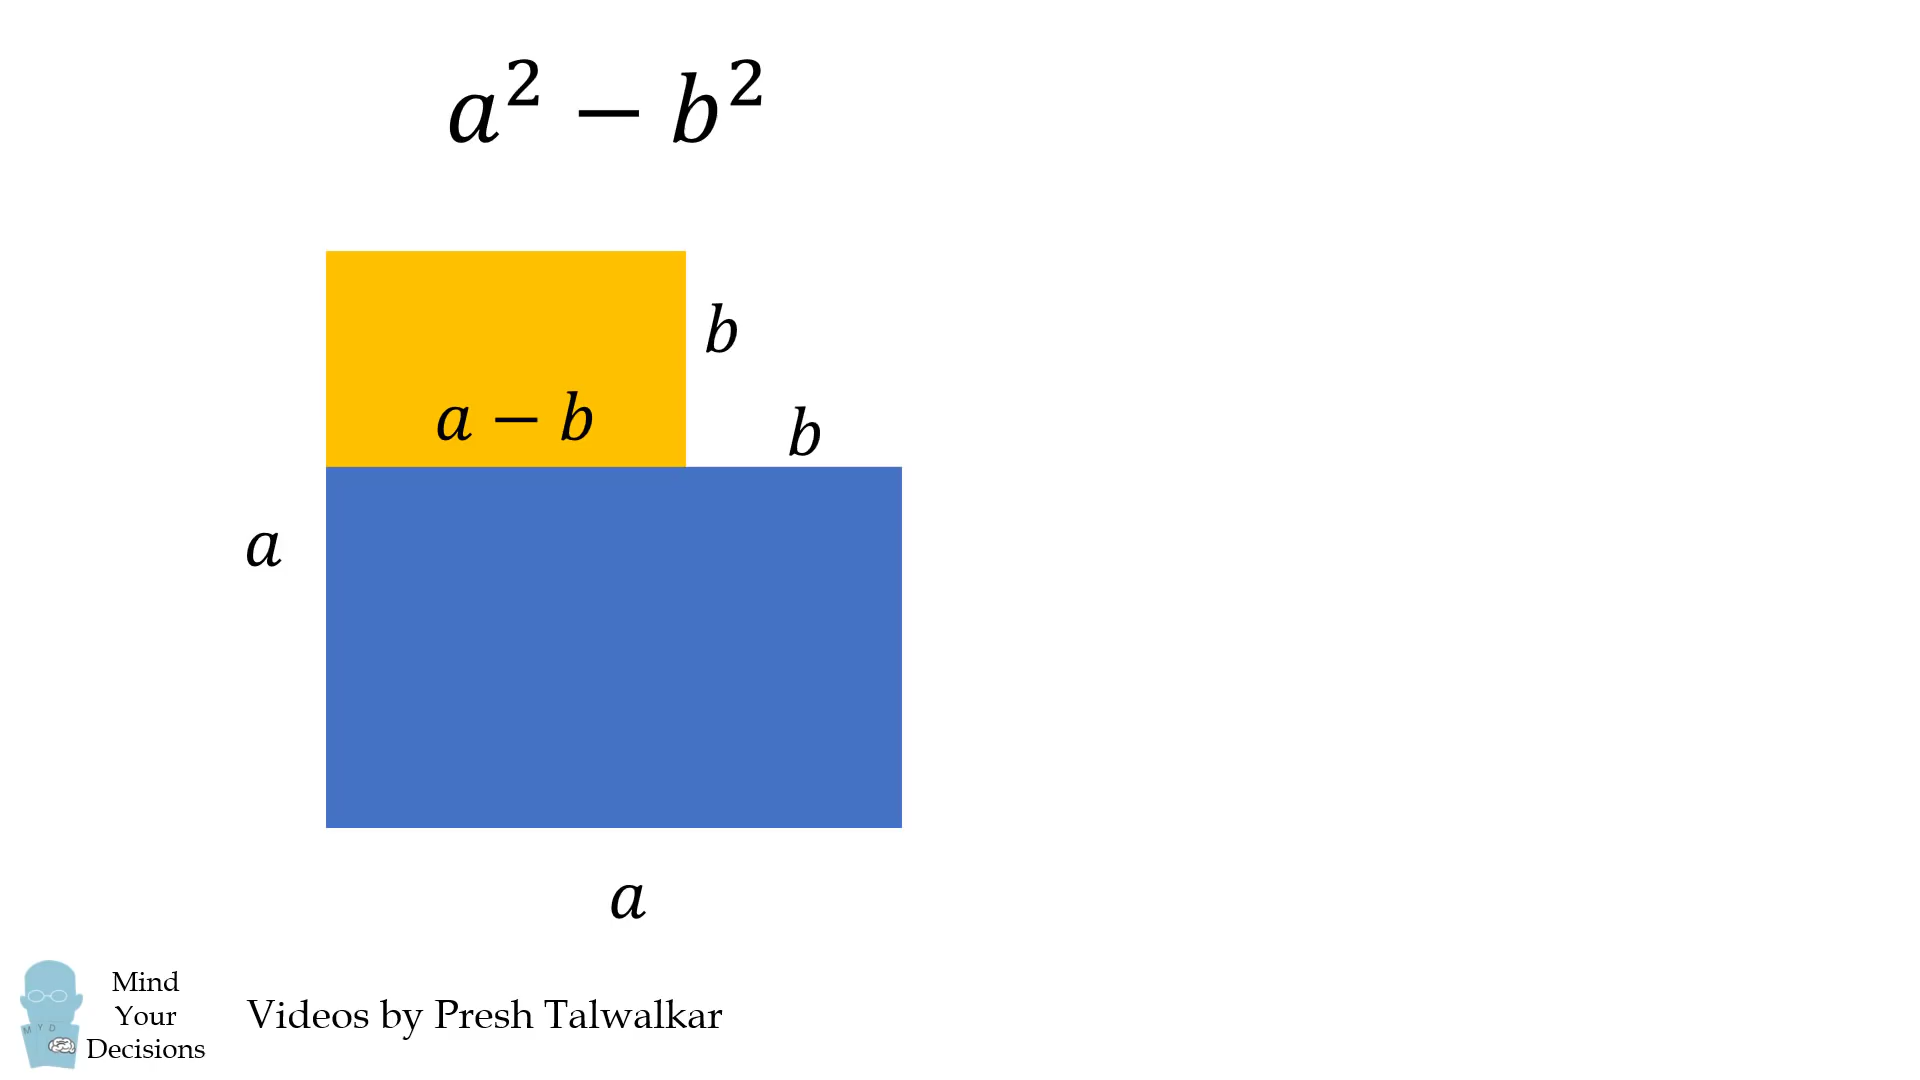 a² − b²
b
a − b
b
a
a
Mind
Your
Decisions
M Y D
Videos by Presh Talwalkar